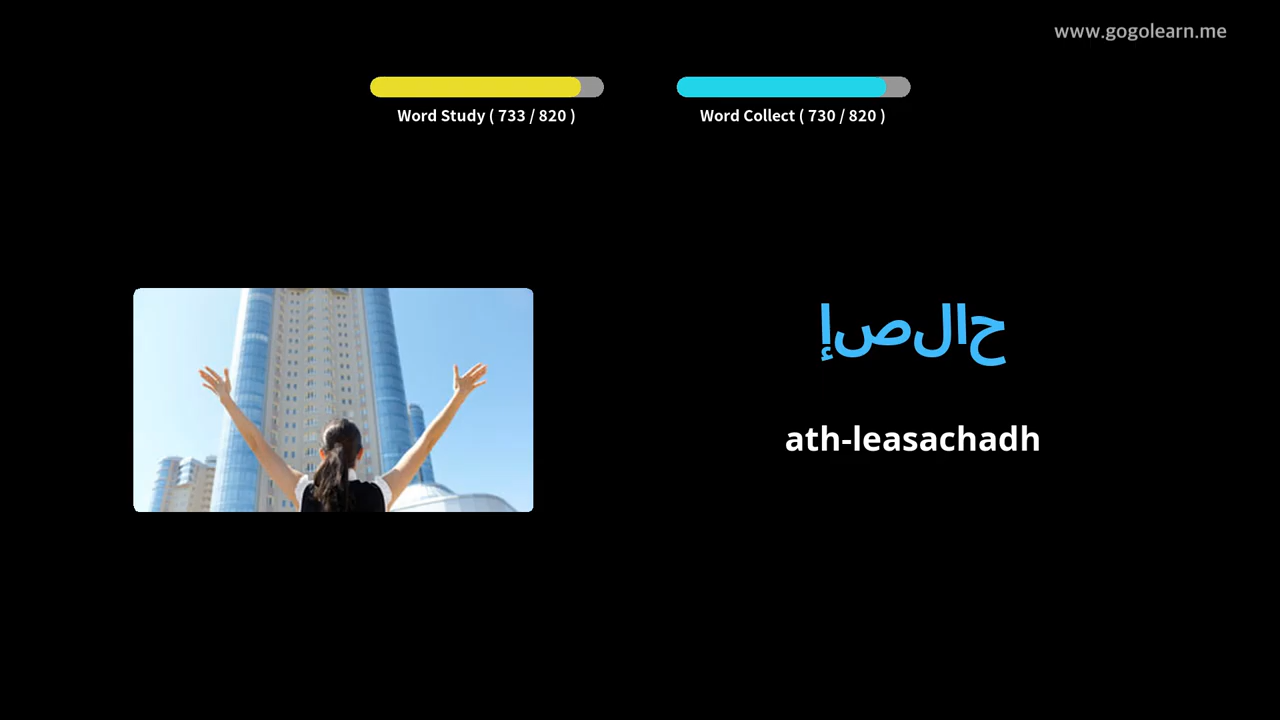 www.gogolearn.me
Word Study ( 733 / 820 )
Word Collect ( 730 / 820 )
إصلاح
ath-leasachadh